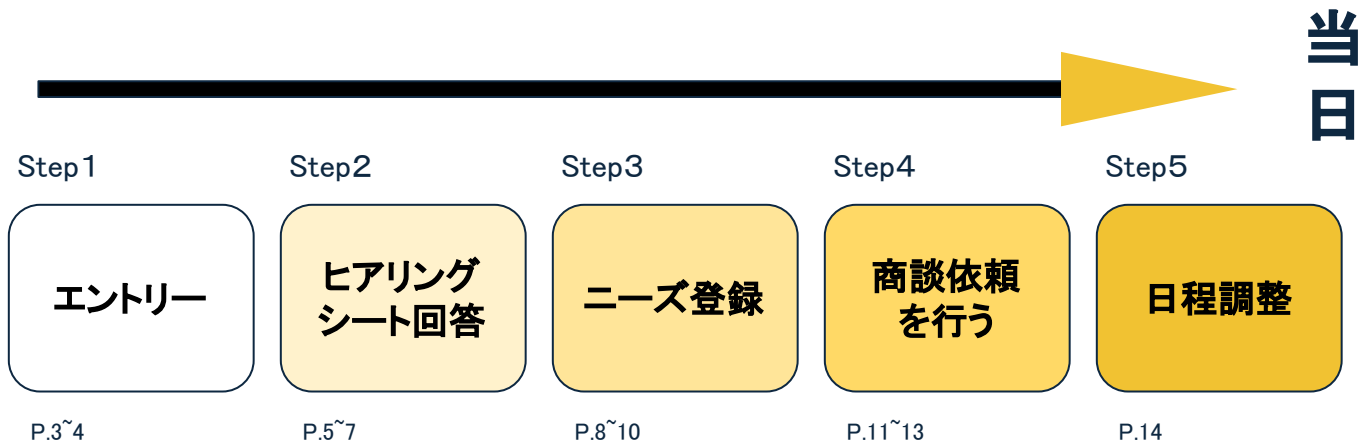 当
日
Step1
Step2
Step3
Step4
Step5
エントリー
ヒアリング
シート回答
ニーズ登録
商談依頼
を行う
日程調整
P.3~4
P.5~7
P.8~10
P.11~13
P.14